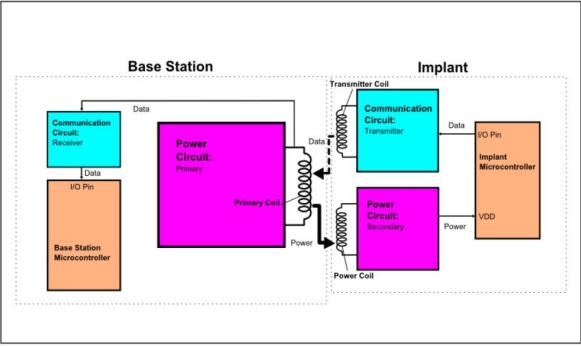 Base Station
Implant
Data
Communication
Circuit:
Receiver
Data
I/O Pin
Base Station
Microcontroller
Power
Circuit:
Primary
Primary Coil
Data
Power
Transmitter Coil
Communication
Circuit:
Transmitter
Data
I/O Pin
Implant
Microcontroller
VDD
Power
Circuit:
Secondary
Power
Power Coil